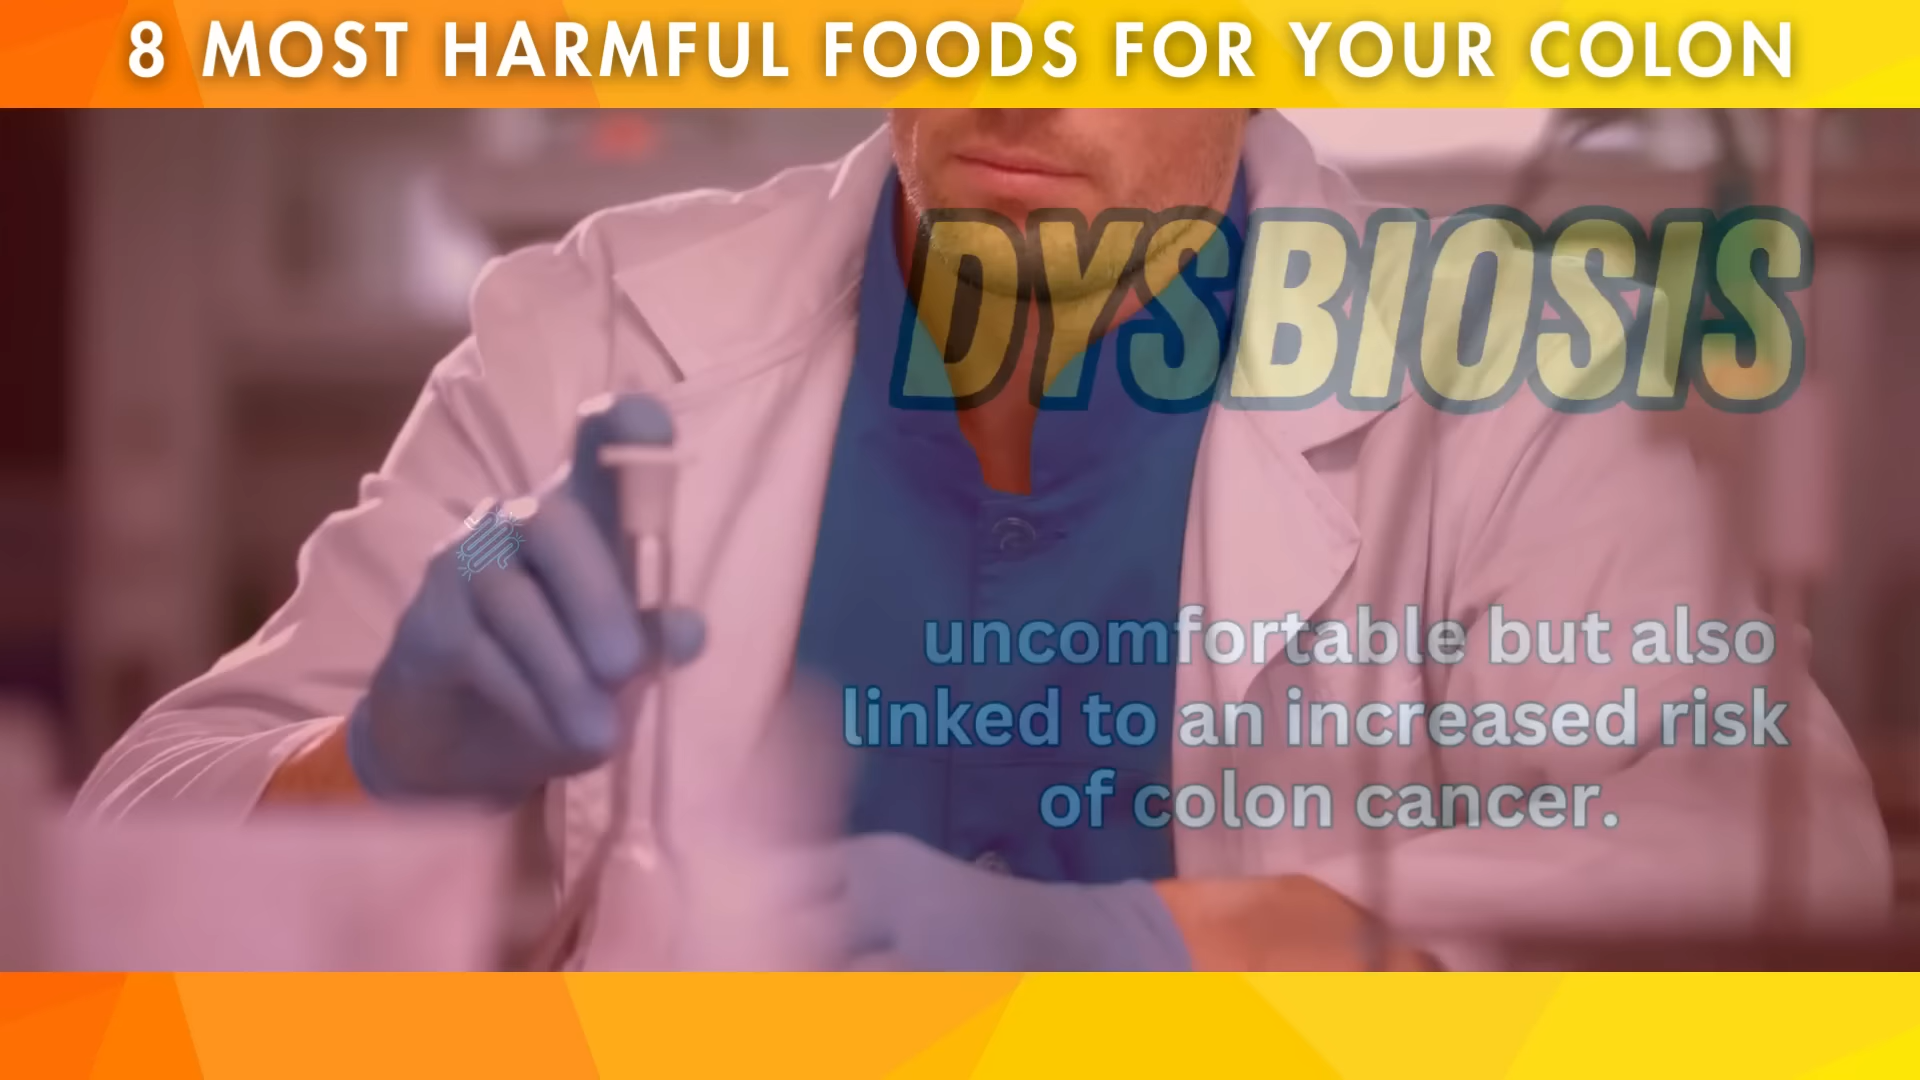 8 MOST HARMFUL FOODS FOR YOUR COLON
DYSBIOSIS
uncomfortable but also
linked to an increased risk
of colon cancer.